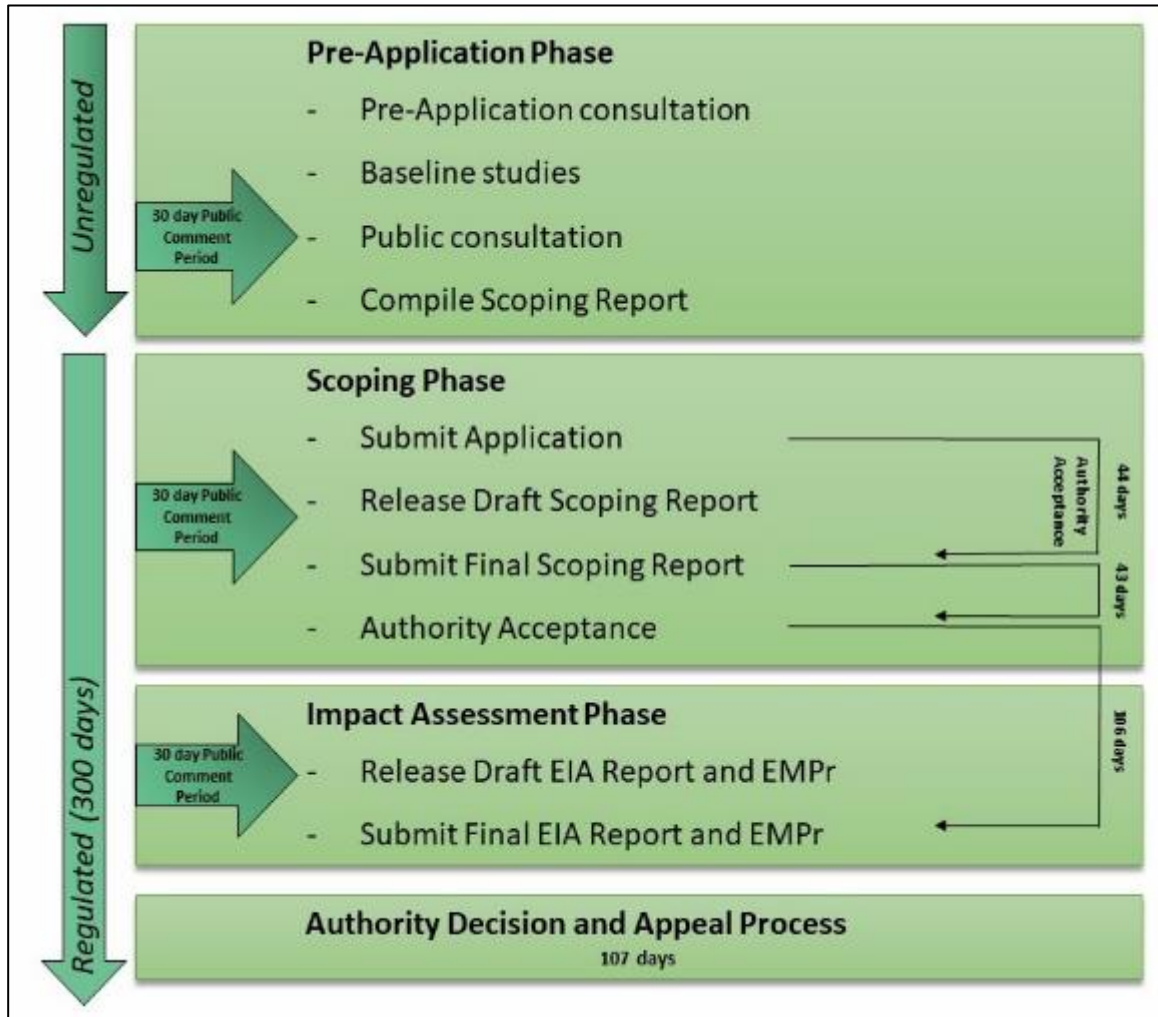 Unregulated
Pre-Application Phase
- Pre-Application consultation
- Baseline studies
30 day Public
Comment
Period
- Public consultation
- Compile Scoping Report
Regulated (300 days)
Scoping Phase
- Submit Application
30 day Public
Comment
Period
- Release Draft Scoping Report
- Submit Final Scoping Report
- Authority Acceptance
Authority
Acceptance
44 days
43 days
106 days
Impact Assessment Phase
30 day Public
Comment
Period
- Release Draft EIA Report and EMPr
- Submit Final EIA Report and EMPr
Authority Decision and Appeal Process
107 days